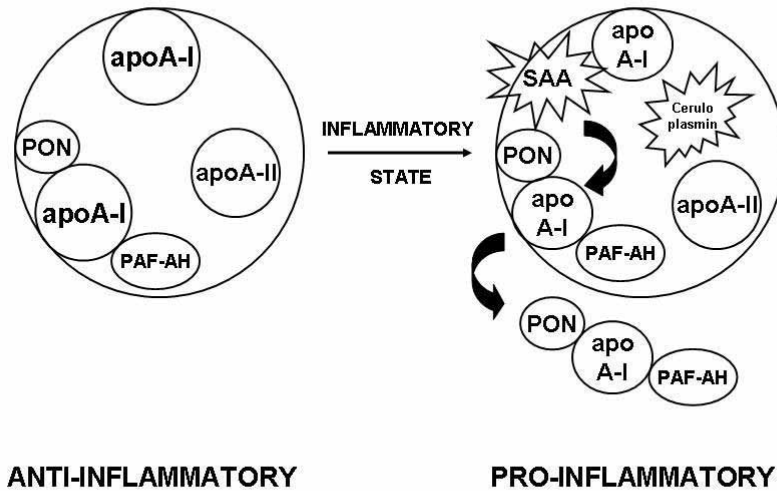 apoA-I
PON
apoA-II
apoA-I
PAF-AH
INFLAMMATORY
STATE
apo
A-I
SAA
Cerulo
plasmin
PON
apo
A-I
apoA-II
PAF-AH
PON
apo
A-I
PAF-AH
ANTI-INFLAMMATORY
PRO-INFLAMMATORY